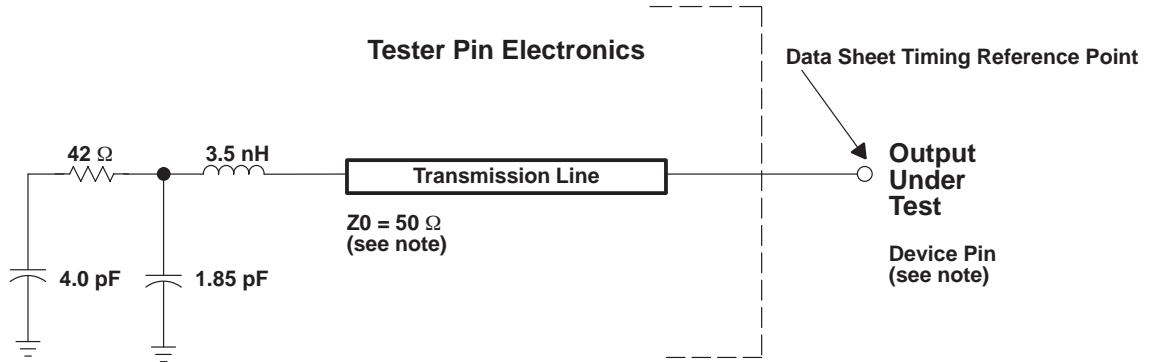 Tester Pin Electronics
Data Sheet Timing Reference Point
42 Ω
3.5 nH
Transmission Line
Output
Under
Test
Z0 = 50 Ω
(see note)
Device Pin
(see note)
4.0 pF
1.85 pF